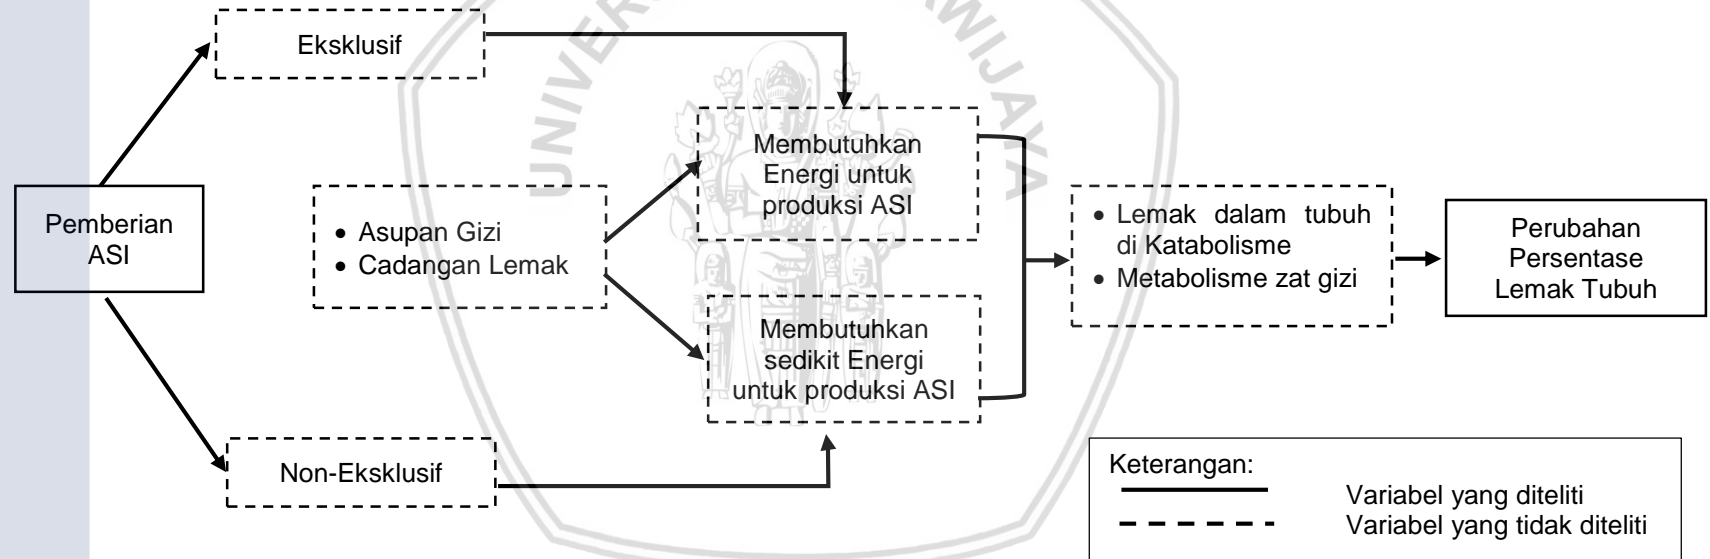 UNIVER
AWIJAYA
Eksklusif
Membutuhkan
Energi untuk
produksi ASI
Pemberian
ASI
• Asupan Gizi
• Cadangan Lemak
• Lemak dalam tubuh
di Katabolisme
• Metabolisme zat gizi
Perubahan
Persentase
Lemak Tubuh
Membutuhkan
sedikit Energi
untuk produksi ASI
Non-Eksklusif
Keterangan:
Variabel yang diteliti
Variabel yang tidak diteliti